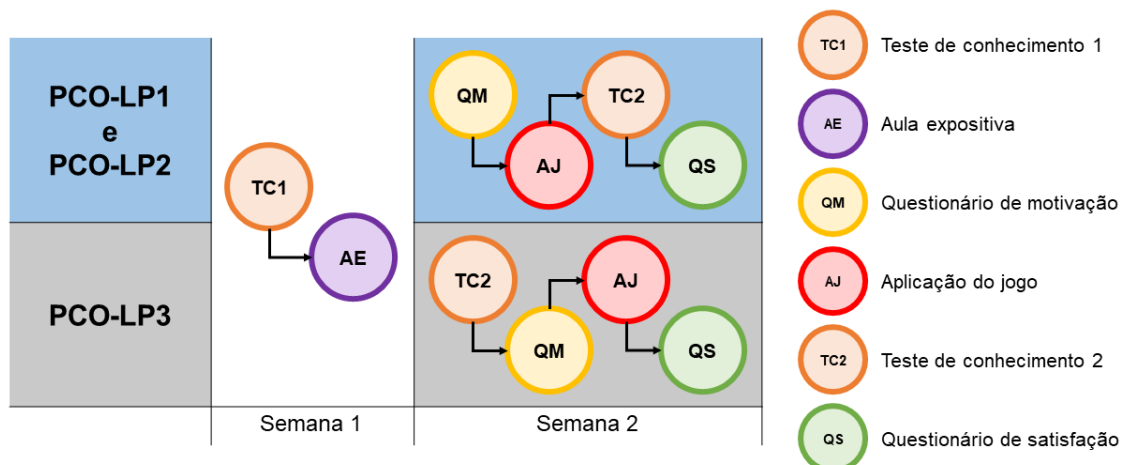 PCO-LP1
e
PCO-LP2
PCO-LP3
TC1
AE
QM
AJ
TC2
QS
TC2
QM
AJ
QS
Semana 1
Semana 2
TC1 Teste de conhecimento 1
AE Aula expositiva
QM Questionário de motivação
AJ Aplicação do jogo
TC2 Teste de conhecimento 2
QS Questionário de satisfação